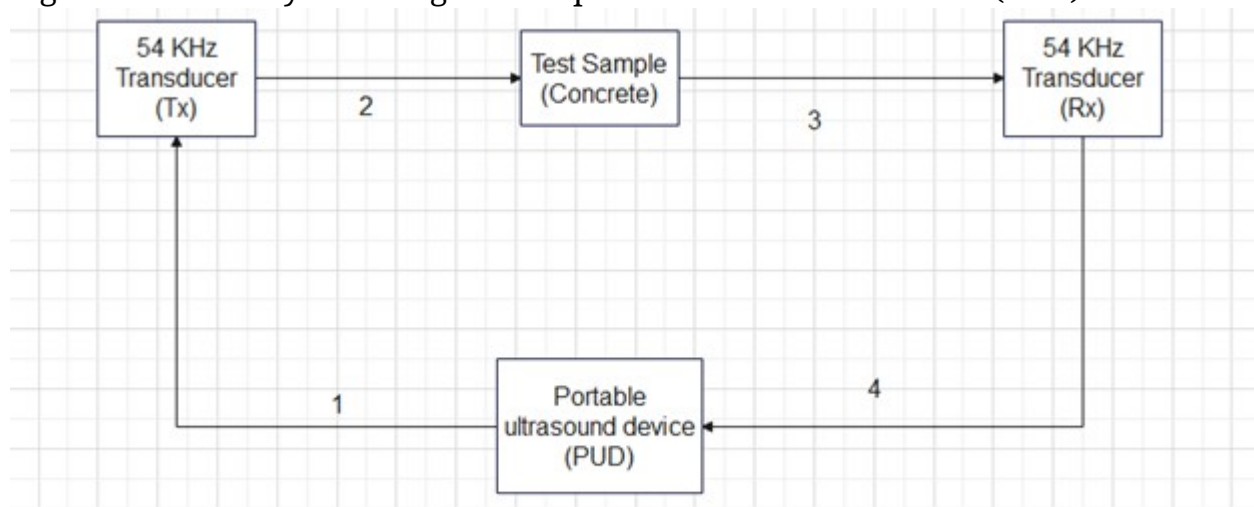 54 KHz
Transducer
(Tx)
2
Test Sample
(Concrete)
3
54 KHz
Transducer
(Rx)
1
Portable
ultrasound device
(PUD)
4